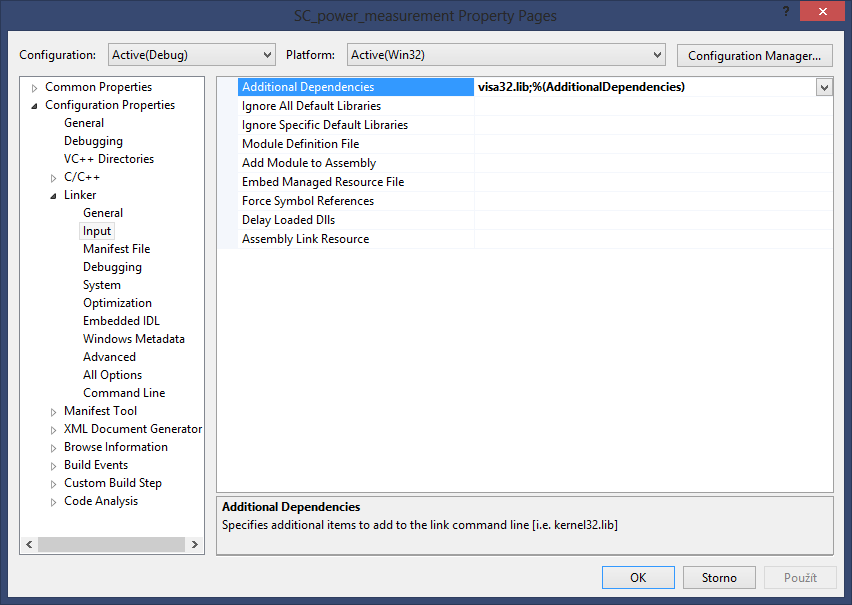 SC_power_measurement Property Pages
?
Configuration: Active(Debug) Platform: Active(Win32) Configuration Manager...
Common Properties
Configuration Properties
General
Debugging
VC++ Directories
C/C++
Linker
General
Input
Manifest File
Debugging
System
Optimization
Embedded IDL
Windows Metadata
Advanced
All Options
Command Line
Manifest Tool
XML Document Generator
Browse Information
Build Events
Custom Build Step
Code Analysis
Additional Dependencies visa32.lib;%(AdditionalDependencies)
Ignore All Default Libraries
Ignore Specific Default Libraries
Module Definition File
Add Module to Assembly
Embed Managed Resource File
Force Symbol References
Delay Loaded Dlls
Assembly Link Resource
Additional Dependencies
Specifies additional items to add to the link command line [i.e. kernel32.lib]
OK Storno Použít